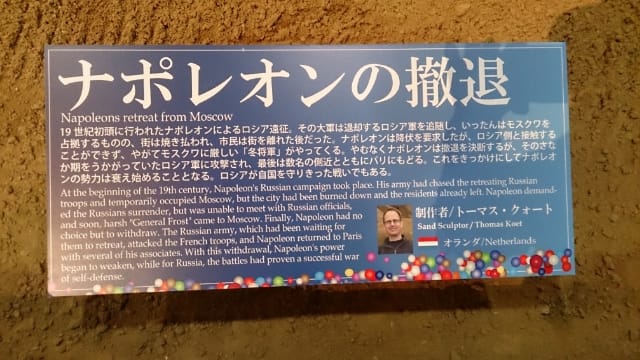 ナポレオンの撤退
Napoleons retreat from Moscow
19世紀初頭に行われたナポレオンによるロシア遠征。その大軍は退却するロシア軍を追随し、いったんはモスクワを
占拠するものの、街は焼き払われ、市民は街を離れた後だった。ナポレオンは降伏を要求したが、ロシア側と接触する
ことができず、やがてモスクワに厳しい「冬将軍」がやってくる。やむなくナポレオンは撤退を決断するが、そのさな
か期をうかがっていたロシア軍に攻撃され、最後は数名の側近とともにパリにもどる。これをきっかけにしてナポレオ
ンの勢力は衰え始めることとなる。ロシアが自国を守りきった戦いでもある。
At the beginning of the 19th century, Napoleon's Russian campaign took place. His army had chased the retreating Russian
troops and temporarily occupied Moscow, but the city had been burned down and the residents already left. Napoleon demand-
ed the Russians surrender, but was unable to meet with Russian officials,
and soon, harsh "General Frost" came to Moscow. Finally, Napoleon had no
choice but to withdraw. The Russian army, which had been waiting for
them to retreat, attacked the French troops, and Napoleon returned to Paris
with several of his associates. With this withdrawal, Napoleon's power
began to weaken, while for Russia, the battles had proven a successful war
of self-defense.
制作者/トーマス・クォート
Sand Sculptor/Thomas Koet
オランダ/Netherlands